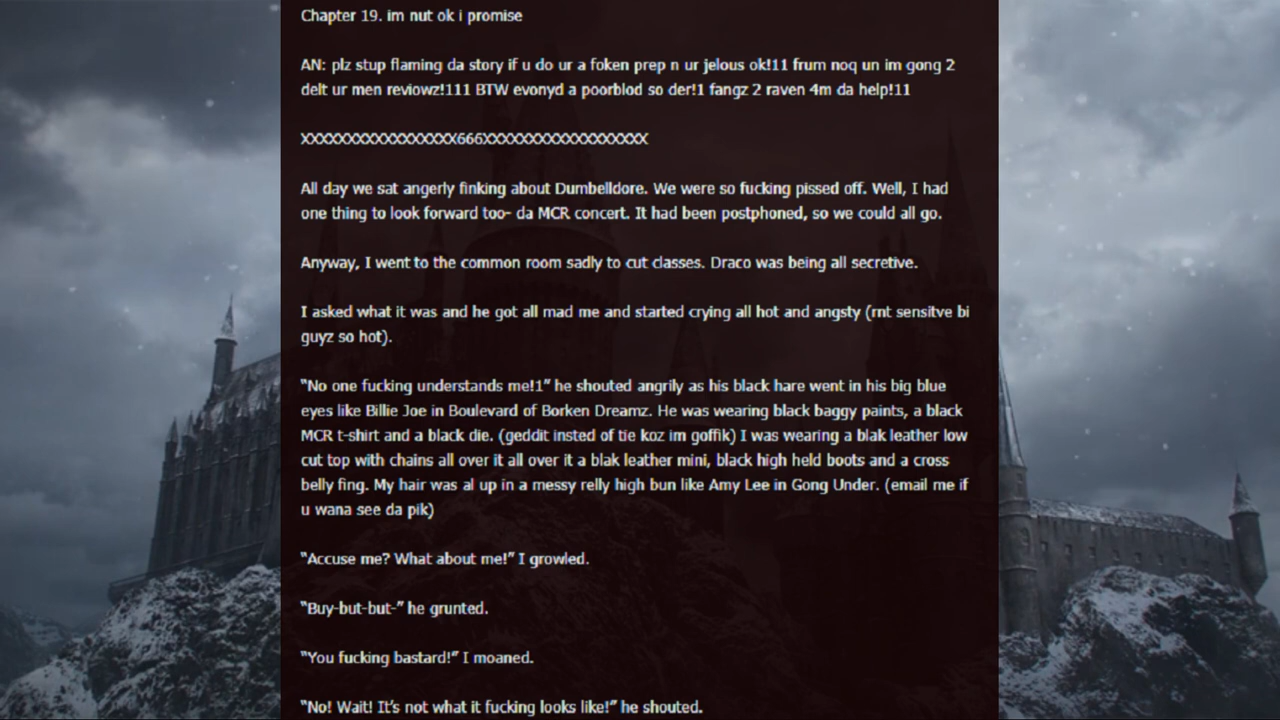 Chapter 19. im nut ok i promise
AN: plz stup flaming da story if u do ur a foken prep n ur jelous ok!11 frum noq un im gong 2
delt ur men reviowz!111 BTW evonyd a poorblod so der!1 fangz 2 raven 4m da help!11
XXXXXXXXXXXXXXXXX666XXXXXXXXXXXXXXXXXX
All day we sat angerly finking about Dumbelldore. We were so fucking pissed off. Well, I had
one thing to look forward too- da MCR concert. It had been postphoned, so we could all go.
Anyway, I went to the common room sadly to cut classes. Draco was being all secretive.
I asked what it was and he got all mad me and started crying all hot and angsty (rnt sensitve bi
guyz so hot).
“No one fucking understands me!1” he shouted angrily as his black hare went in his big blue
eyes like Billie Joe in Boulevard of Borken Dreamz. He was wearing black baggy paints, a black
MCR t-shirt and a black die. (geddit insted of tie koz im goffik) I was wearing a blak leather low
cut top with chains all over it all over it a blak leather mini, black high held boots and a cross
belly fing. My hair was al up in a messy relly high bun like Amy Lee in Gong Under. (email me if
u wana see da pik)
“Accuse me? What about me!” I growled.
“Buy-but-but-” he grunted.
“You fucking bastard!” I moaned.
“No! Wait! It’s not what it fucking looks like!” he shouted.